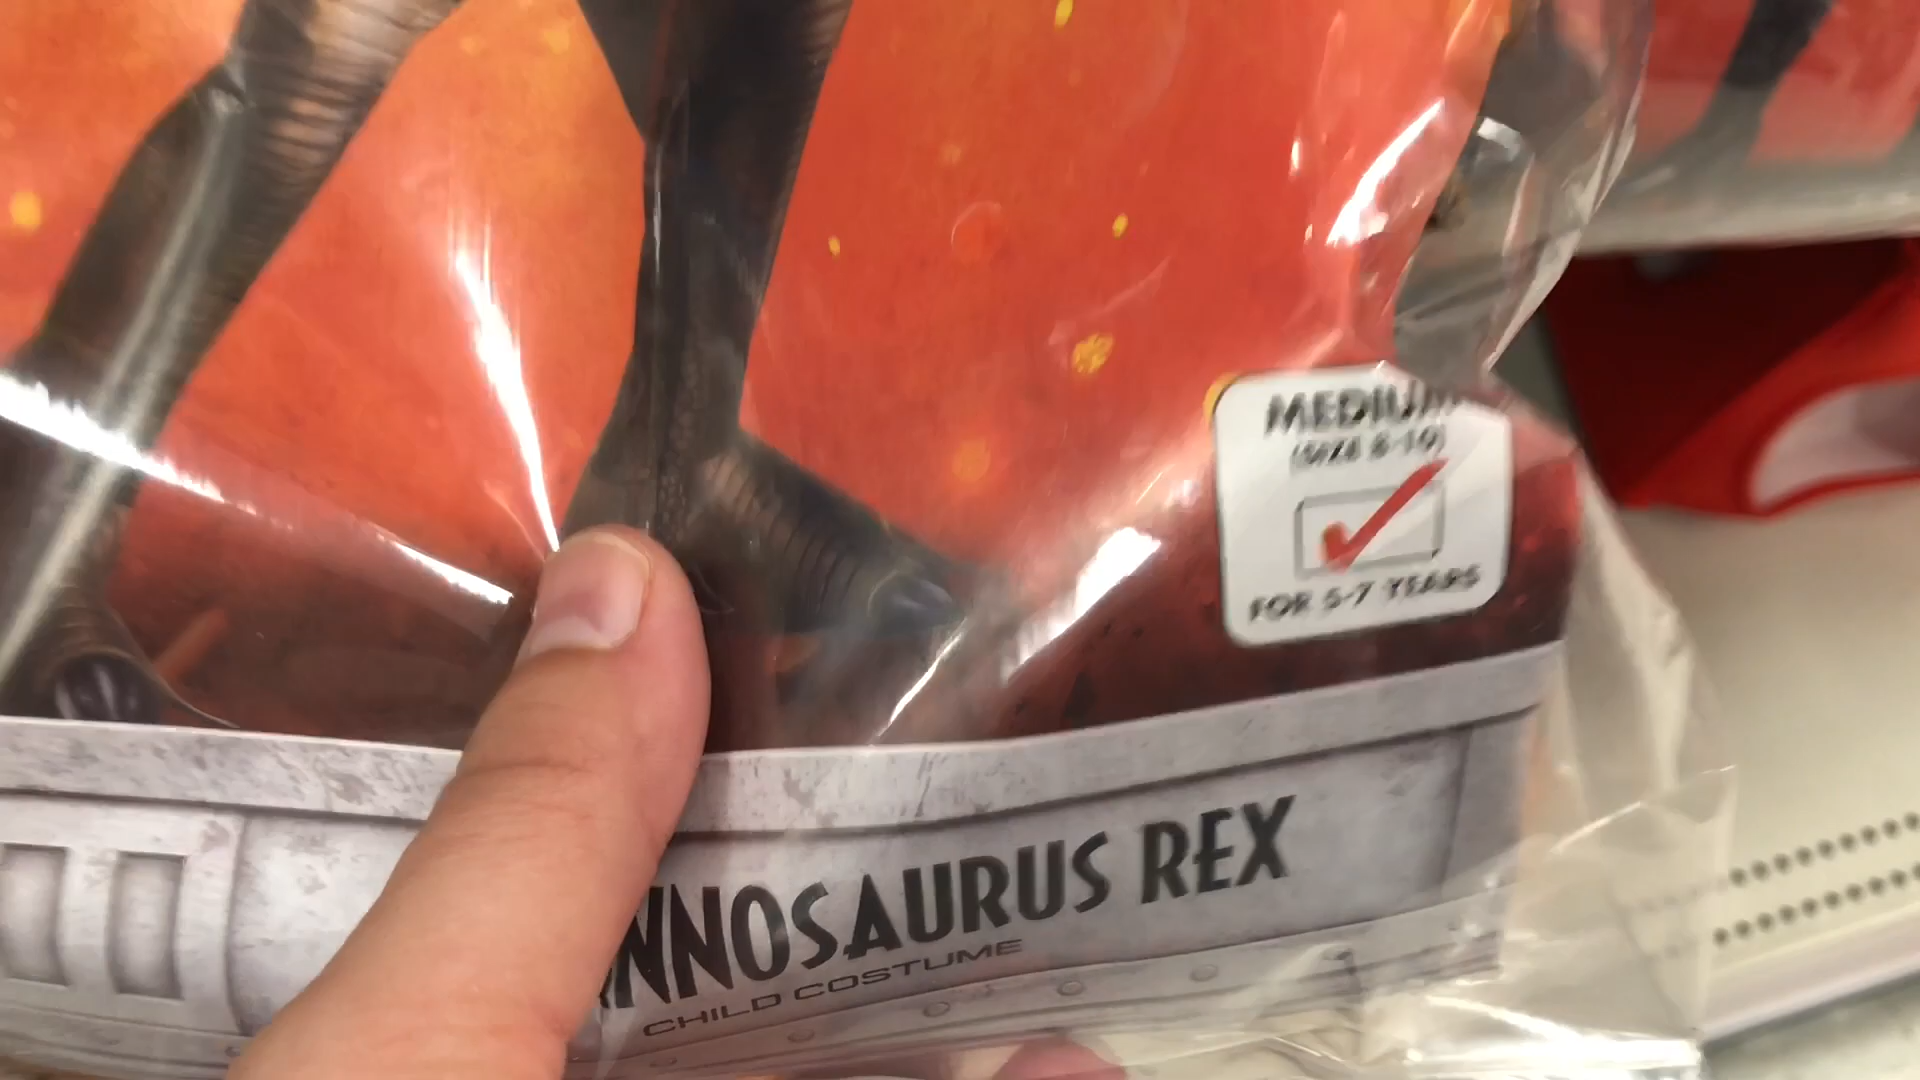 MEDIUM
(SIZE 8-10)
FOR 5-7 YEARS
NNOSAURUS REX
CHILD COSTUME